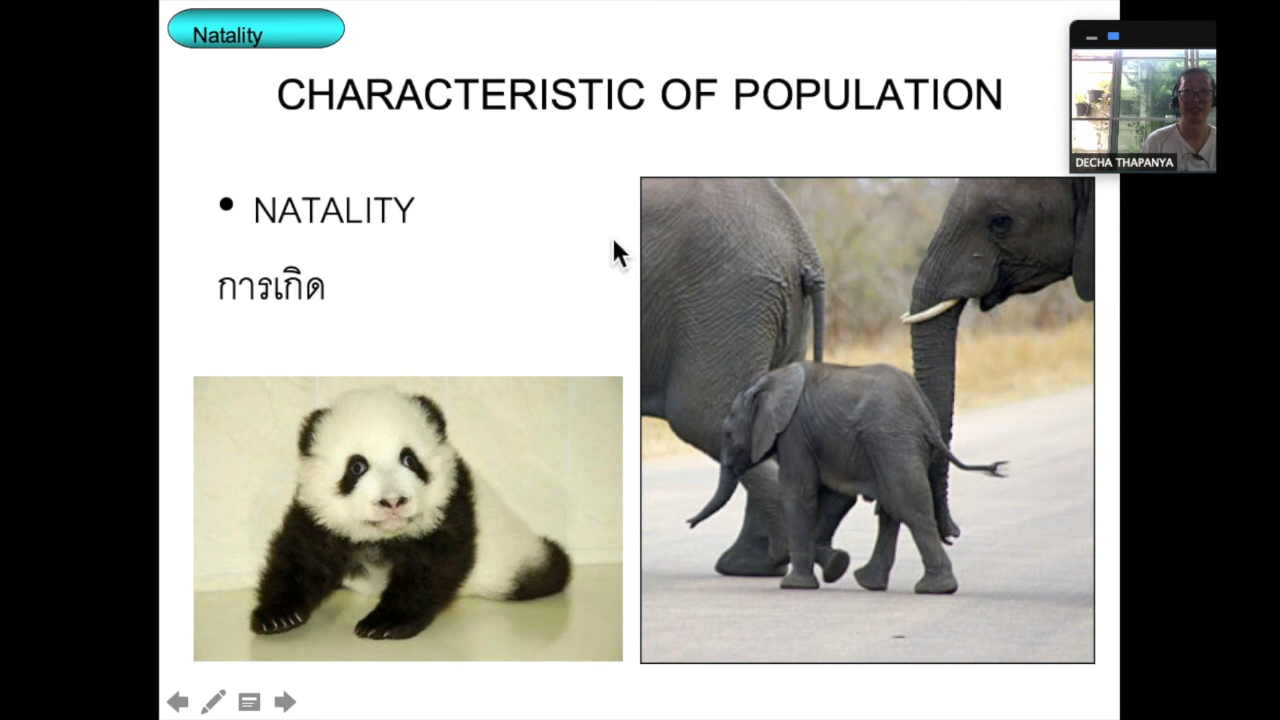 Natality
CHARACTERISTIC OF POPULATION
DECHA THAPANYA
• NATALITY
การเกิด